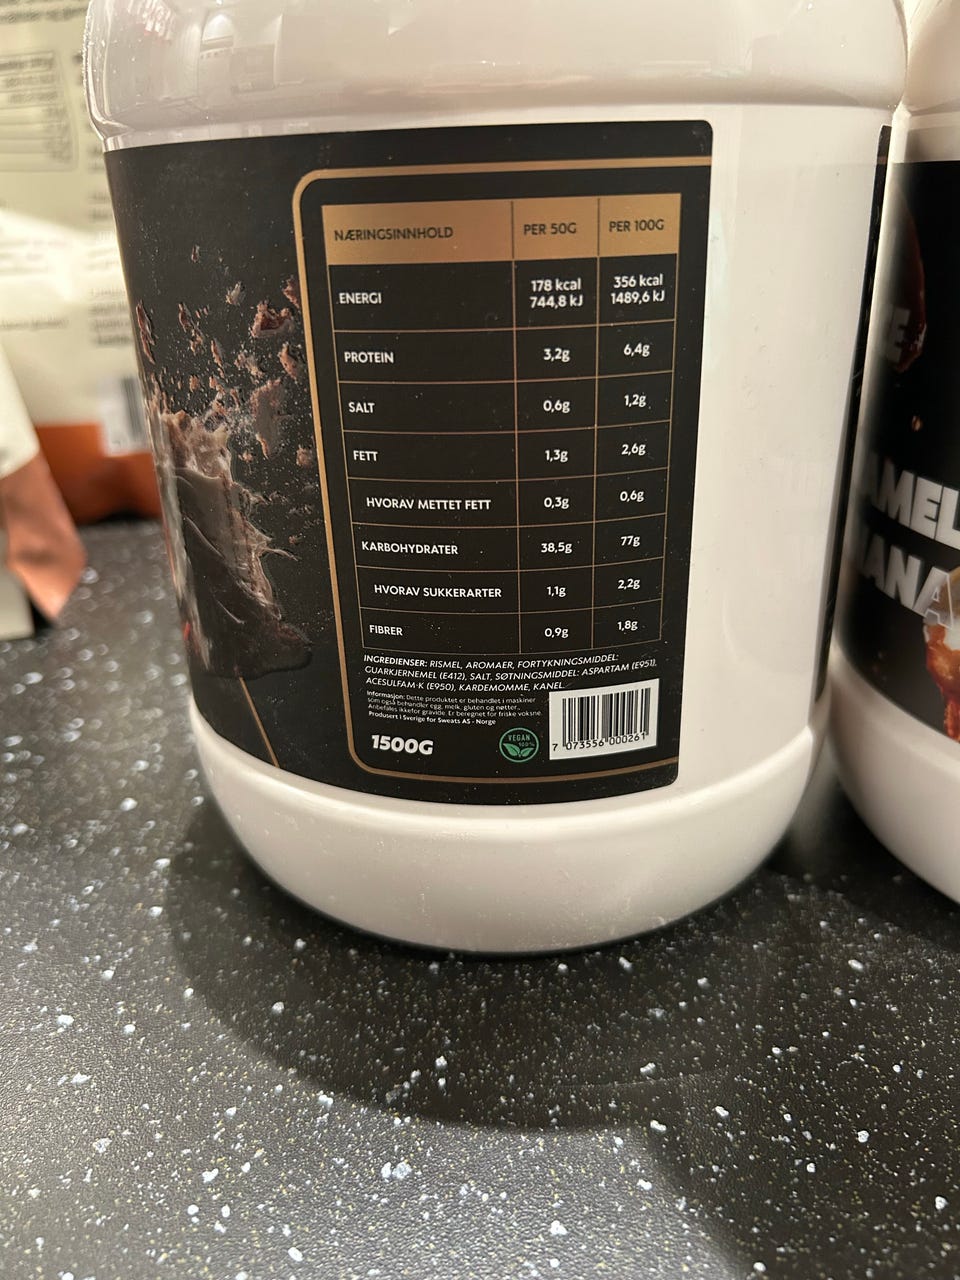 NÆRINGSINNHOLD PER 50G PER 100G
ENERGI 178 kcal 744,8 kJ 356 kcal 1489,6 kJ
PROTEIN 3,2g 6,4g
SALT 0,6g 1,2g
FETT 1,3g 2,6g
HVORAV METTET FETT 0,3g 0,6g
KARBOHYDRATER 38,5g 77g
HVORAV SUKKERARTER 1,1g 2,2g
FIBRER 0,9g 1,8g
INGREDIENSER: RISMEL, AROMAER, FORTYKNINGSMIDDEL:
GUARKJERNEMEL (E412), SALT, SØTNINGSMIDDEL: ASPARTAM (E951),
ACESULFAM-K (E950), KARDEMOMME, KANEL.
Informasjon: Dette produktet er behandlet i maskiner
som også behandler egg, melk, gluten og nøtter.
Anbefales ikkefor gravide. Er beregnet for friske voksne.
Produsert i Sverige for Sweats AS - Norge
1500G
VEGAN
100%
7 073556 000261
AMEL
ANA